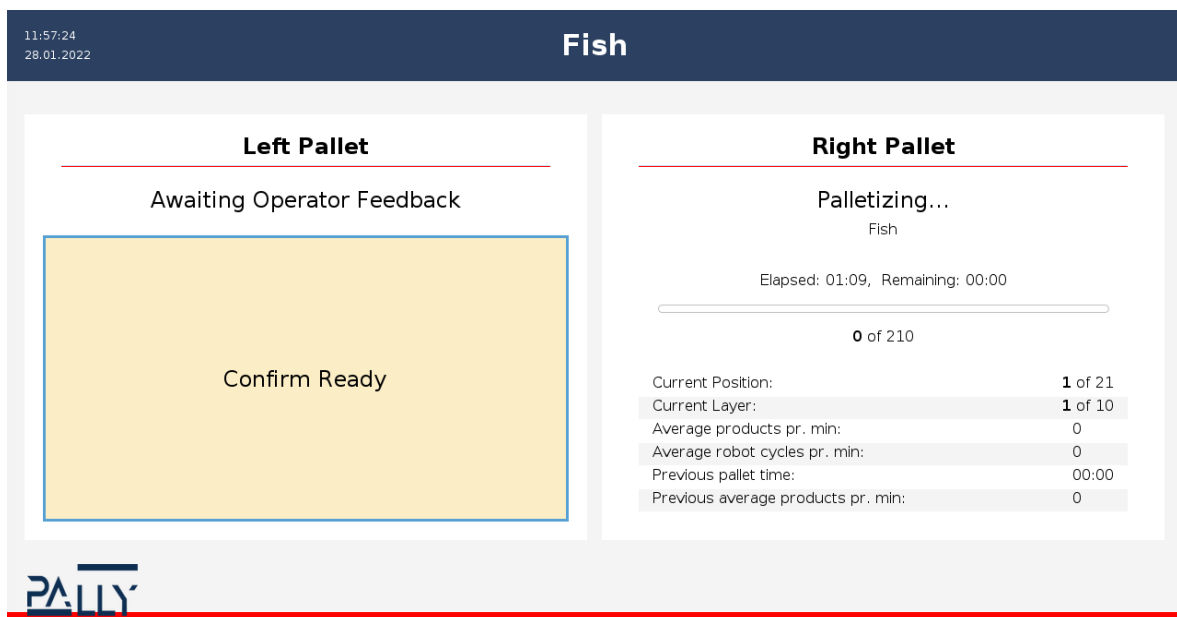 11:57:24
28.01.2022
Fish
Left Pallet
Awaiting Operator Feedback
Confirm Ready
Right Pallet
Palletizing...
Fish
Elapsed: 01:09, Remaining: 00:00
0 of 210
Current Position: 1 of 21
Current Layer: 1 of 10
Average products pr. min: 0
Average robot cycles pr. min: 0
Previous pallet time: 00:00
Previous average products pr. min: 0
PALLY